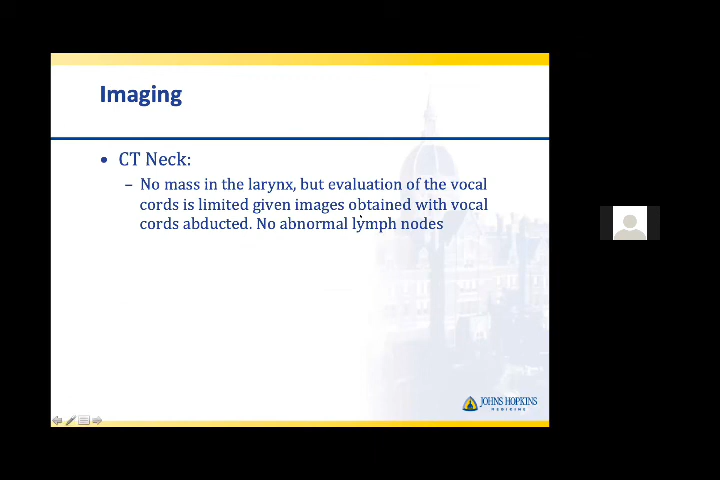 Imaging
• CT Neck:
– No mass in the larynx, but evaluation of the vocal
cords is limited given images obtained with vocal
cords abducted. No abnormal lymph nodes
JOHNS HOPKINS
MEDICINE